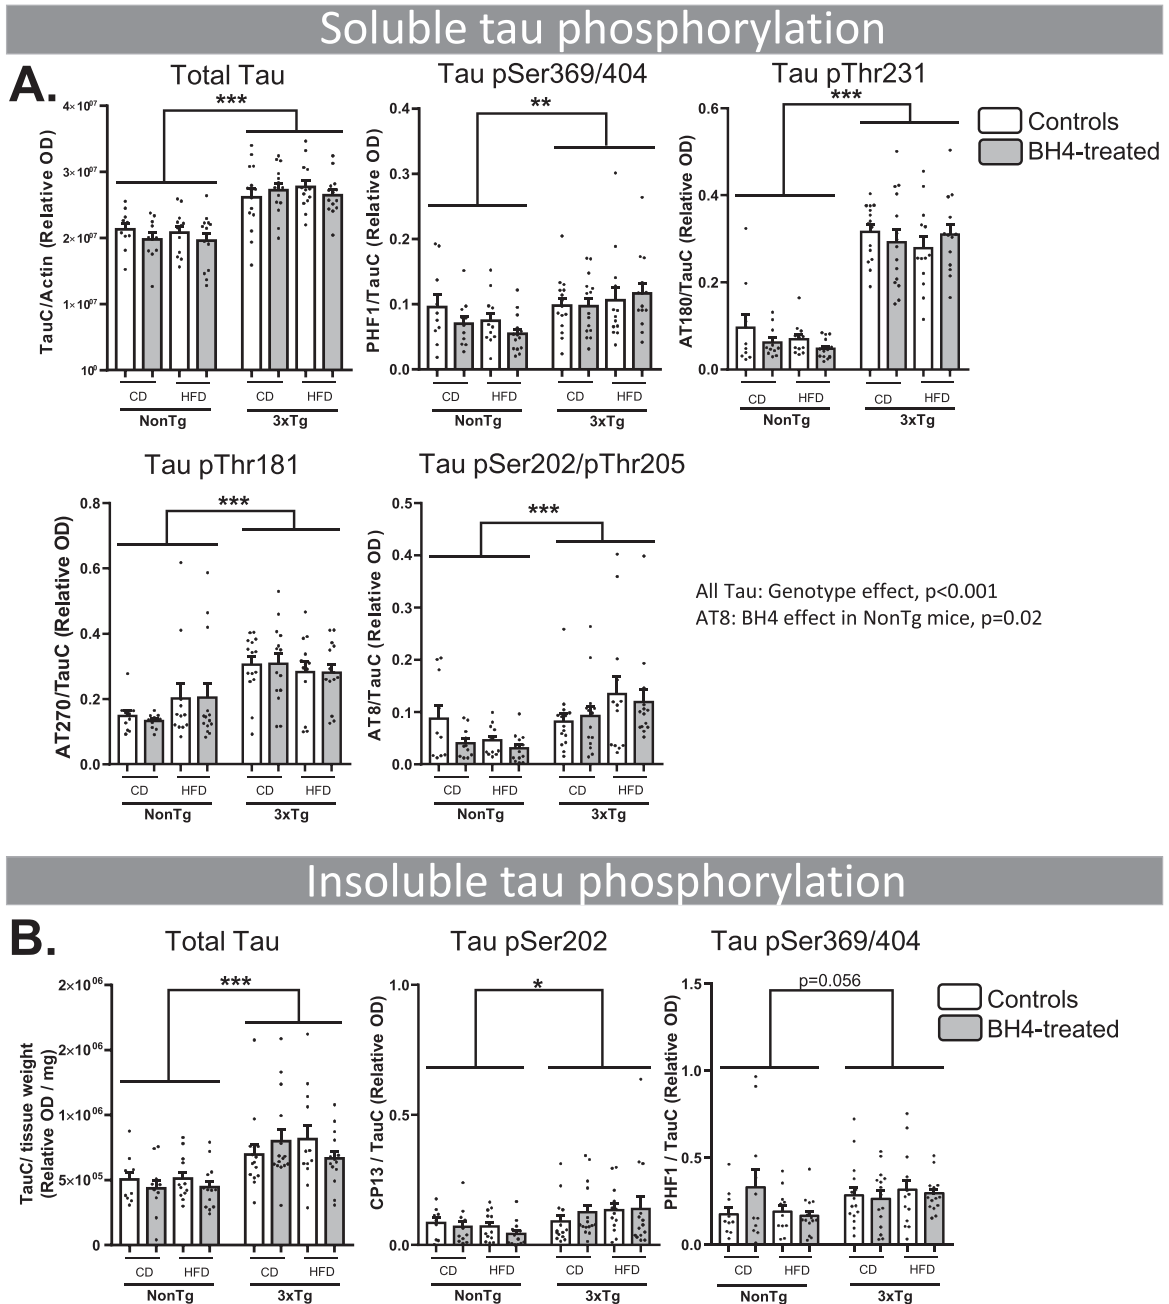 Soluble tau phosphorylation
A.
Total Tau
TauC/Actin (Relative OD)
4×10⁰⁷
3×10⁰⁷
2×10⁰⁷
1×10⁰⁷
10⁰
***
CD HFD CD HFD
NonTg 3xTg
Tau pSer369/404
PHF1/TauC (Relative OD)
0.4
0.3
0.2
0.1
0.0
**
CD HFD CD HFD
NonTg 3xTg
Tau pThr231
AT180/TauC (Relative OD)
0.6
0.4
0.2
0.0
***
CD HFD CD HFD
NonTg 3xTg
Controls
BH4-treated
Tau pThr181
AT270/TauC (Relative OD)
0.8
0.6
0.4
0.2
0.0
***
CD HFD CD HFD
NonTg 3xTg
Tau pSer202/pThr205
AT8/TauC (Relative OD)
0.5
0.4
0.3
0.2
0.1
0.0
***
CD HFD CD HFD
NonTg 3xTg
All Tau: Genotype effect, p<0.001
AT8: BH4 effect in NonTg mice, p=0.02
Insoluble tau phosphorylation
B.
Total Tau
TauC/ tissue weight
(Relative OD / mg)
2×10⁰⁶
2×10⁰⁶
1×10⁰⁶
5×10⁰⁵
0
***
CD HFD CD HFD
NonTg 3xTg
Tau pSer202
CP13 / TauC (Relative OD)
1.0
0.5
0.0
*
CD HFD CD HFD
NonTg 3xTg
Tau pSer369/404
PHF1 / TauC (Relative OD)
1.5
1.0
0.5
0.0
p=0.056
CD HFD CD HFD
NonTg 3xTg
Controls
BH4-treated